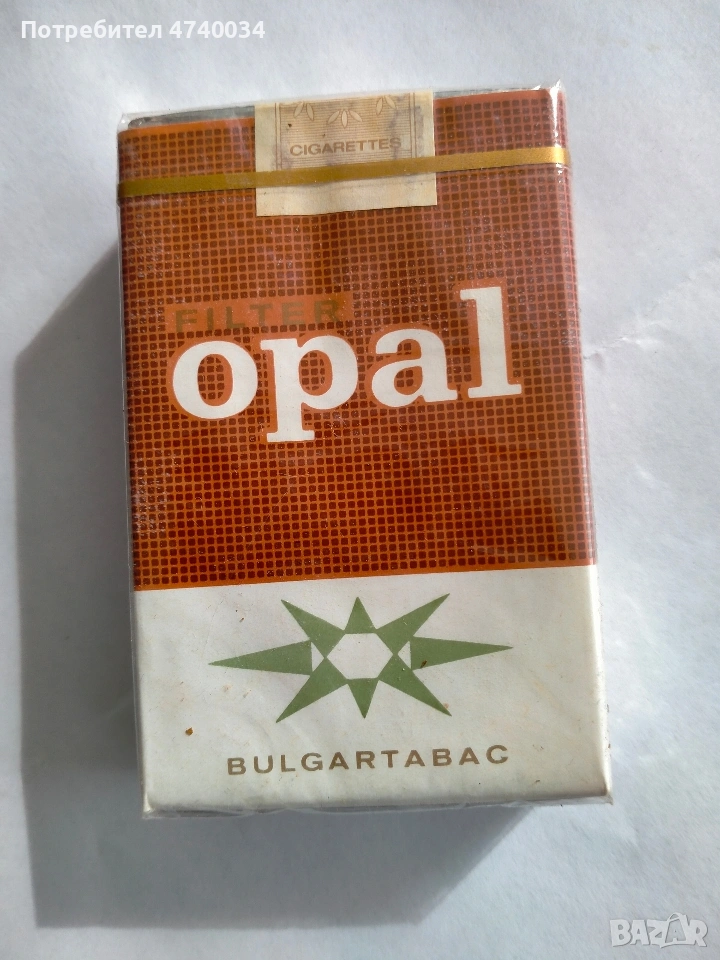 Потребител 4740034
CIGARETTES
FILTER
opal
BULGARTABAC
BAZAR